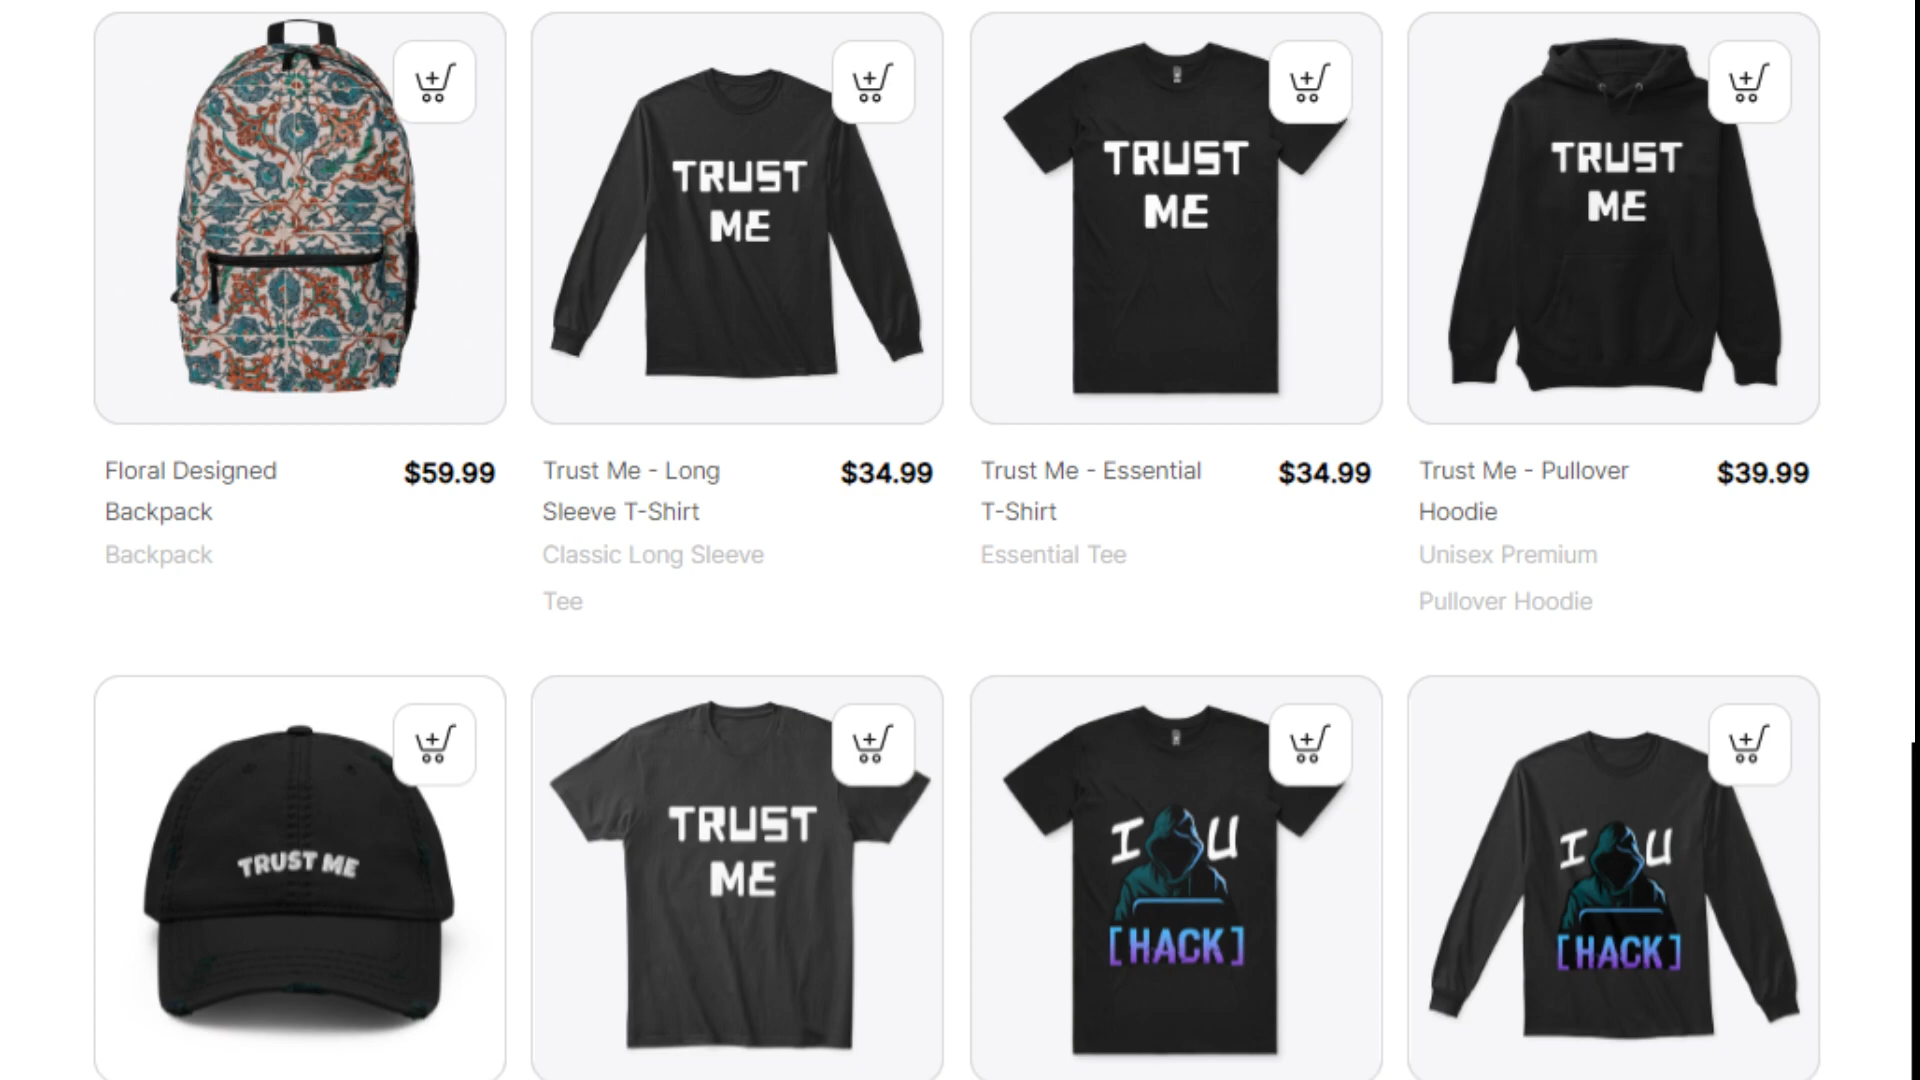 TRUST
ME
TRUST
ME
TRUST
ME
Floral Designed
Backpack
$59.99
Backpack
Trust Me - Long
Sleeve T-Shirt
$34.99
Classic Long Sleeve
Tee
Trust Me - Essential
T-Shirt
$34.99
Essential Tee
Trust Me - Pullover
Hoodie
$39.99
Unisex Premium
Pullover Hoodie
TRUST ME
TRUST
ME
I U
[HACK]
I U
[HACK]